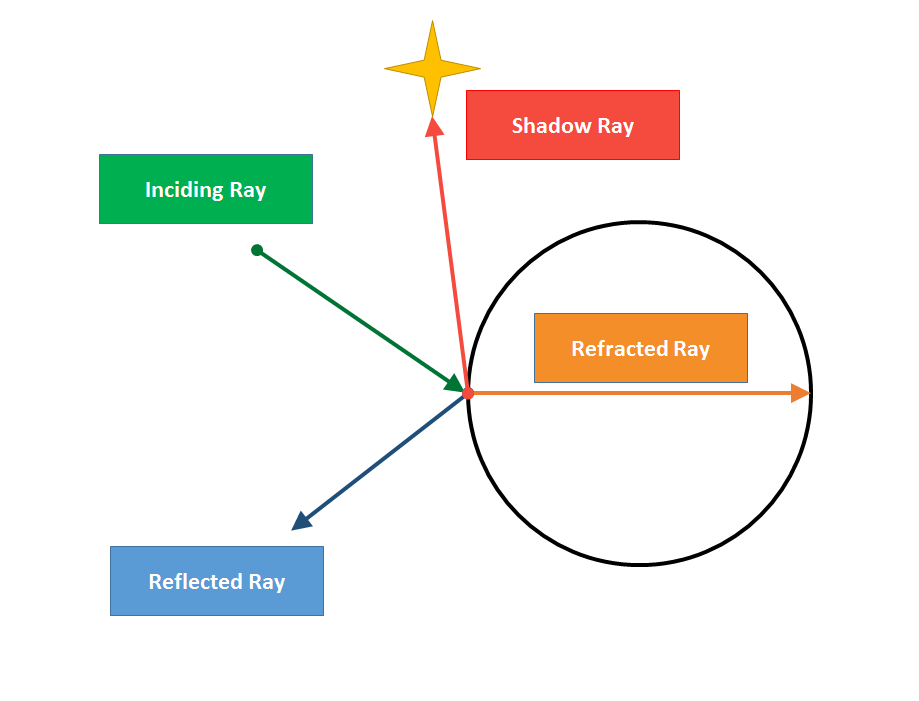 Shadow Ray
Inciding Ray
Refracted Ray
Reflected Ray